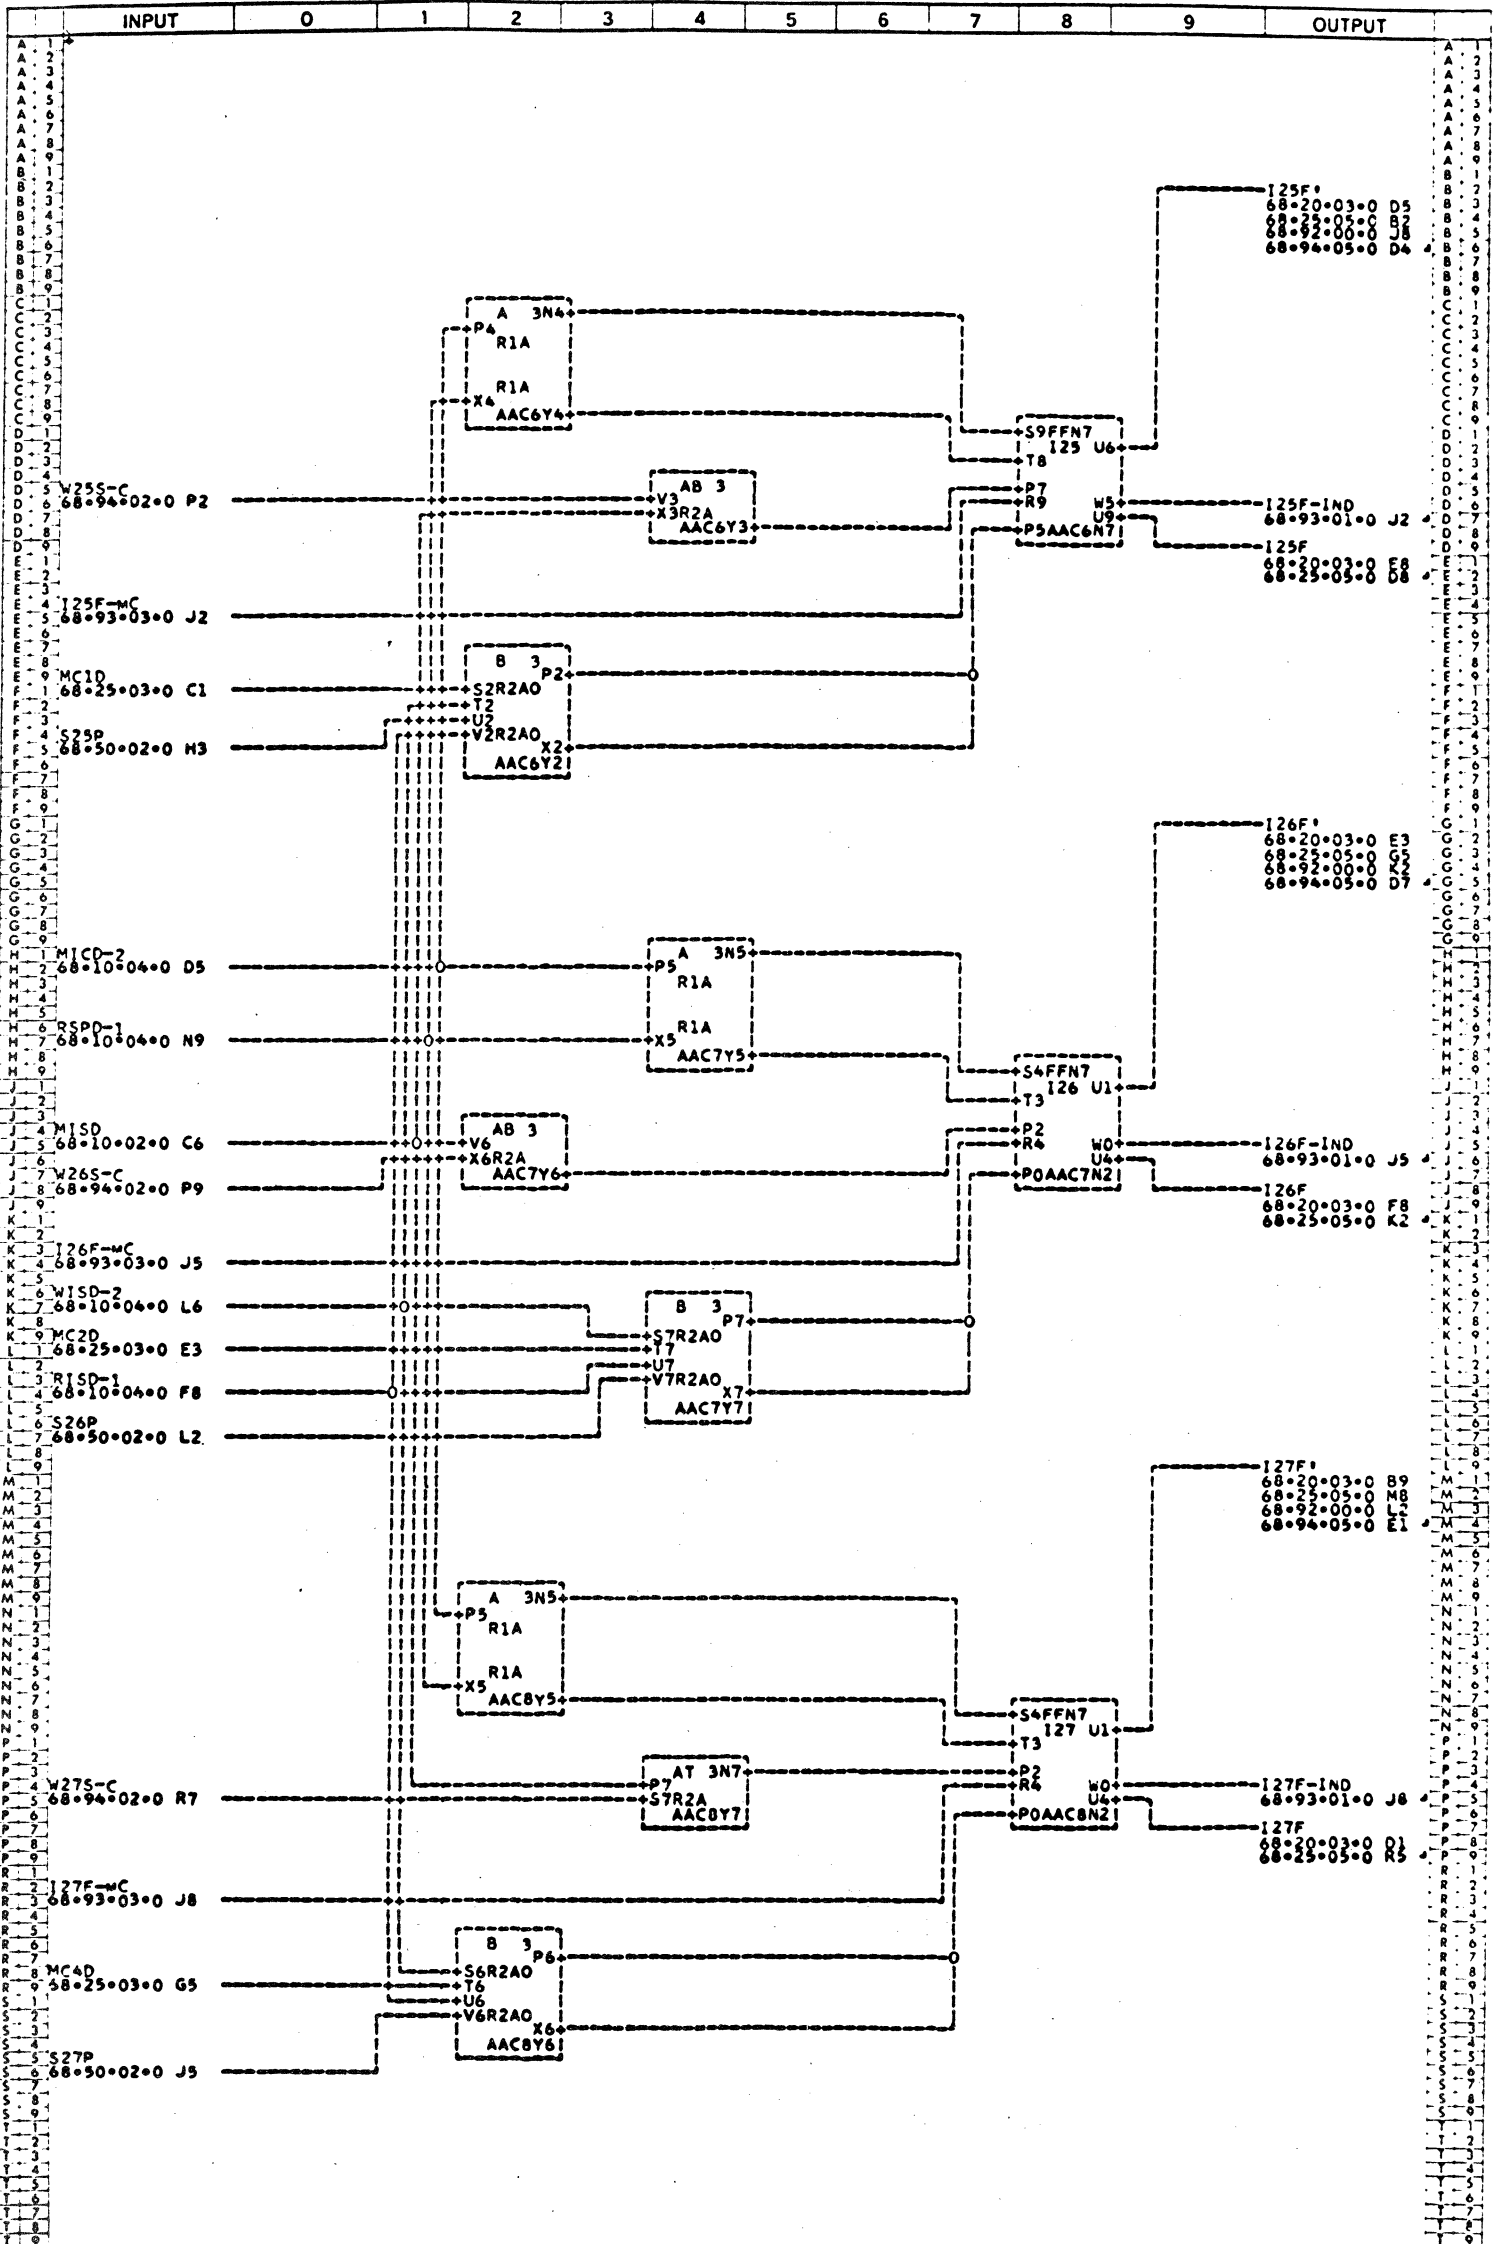 INPUT 0 1 2 3 4 5 6 7 8 9 OUTPUT
I25F'
68•20•03•0 D5
68•25•05•0 B2
68•92•00•0 J8
68•94•05•0 D4
A 3N4
P4
R1A
R1A
X4
AAC6Y4
S9FFN7
I25 U6
T8
W25S-C
68•94•02•0 P2
AB 3
V3
X3R2A
AAC6Y3
P7
R9 W5
U9
P5AAC6N7
I25F-IND
68•93•01•0 J2
I25F
68•20•03•0 E8
68•25•05•0 D8
I25F-MC
68•93•03•0 J2
B 3
P2
MC1D
68•25•03•0 C1
S2R2AO
T2
U2
S25P
68•50•02•0 H3
V2R2AO
X2
AAC6Y2
I26F'
68•20•03•0 E3
68•25•05•0 G5
68•92•00•0 K2
68•94•05•0 D7
MICD-2
68•10•04•0 D5
A 3N5
P5
R1A
RSPD-1
68•10•04•0 N9
R1A
X5
AAC7Y5
S4FFN7
I26 U1
T3
MISD
68•10•02•0 C6
AB 3
V6
X6R2A
AAC7Y6
W26S-C
68•94•02•0 P9
P2
R4 W0
U4
P0AAC7N2
I26F-IND
68•93•01•0 J5
I26F
68•20•03•0 F8
68•25•05•0 K2
I26F-MC
68•93•03•0 J5
WISD-2
68•10•04•0 L6
B 3
P7
MC2D
68•25•03•0 E3
S7R2AO
T7
U7
RISD-1
68•10•04•0 F8
V7R2AO
X7
AAC7Y7
S26P
68•50•02•0 L2
I27F'
68•20•03•0 B9
68•25•05•0 M8
68•92•00•0 L2
68•94•05•0 E1
A 3N5
P5
R1A
R1A
X5
AAC8Y5
S4FFN7
I27 U1
T3
W27S-C
68•94•02•0 R7
AT 3N7
P7
S7R2A
AAC8Y7
P2
R4 W0
U4
P0AAC8N2
I27F-IND
68•93•01•0 J8
I27F
68•20•03•0 D1
68•25•05•0 R5
I27F-MC
68•93•03•0 J8
B 3
P6
MC4D
68•25•03•0 G5
S6R2AO
T6
U6
V6R2AO
X6
AAC8Y6
S27P
68•50•02•0 J5